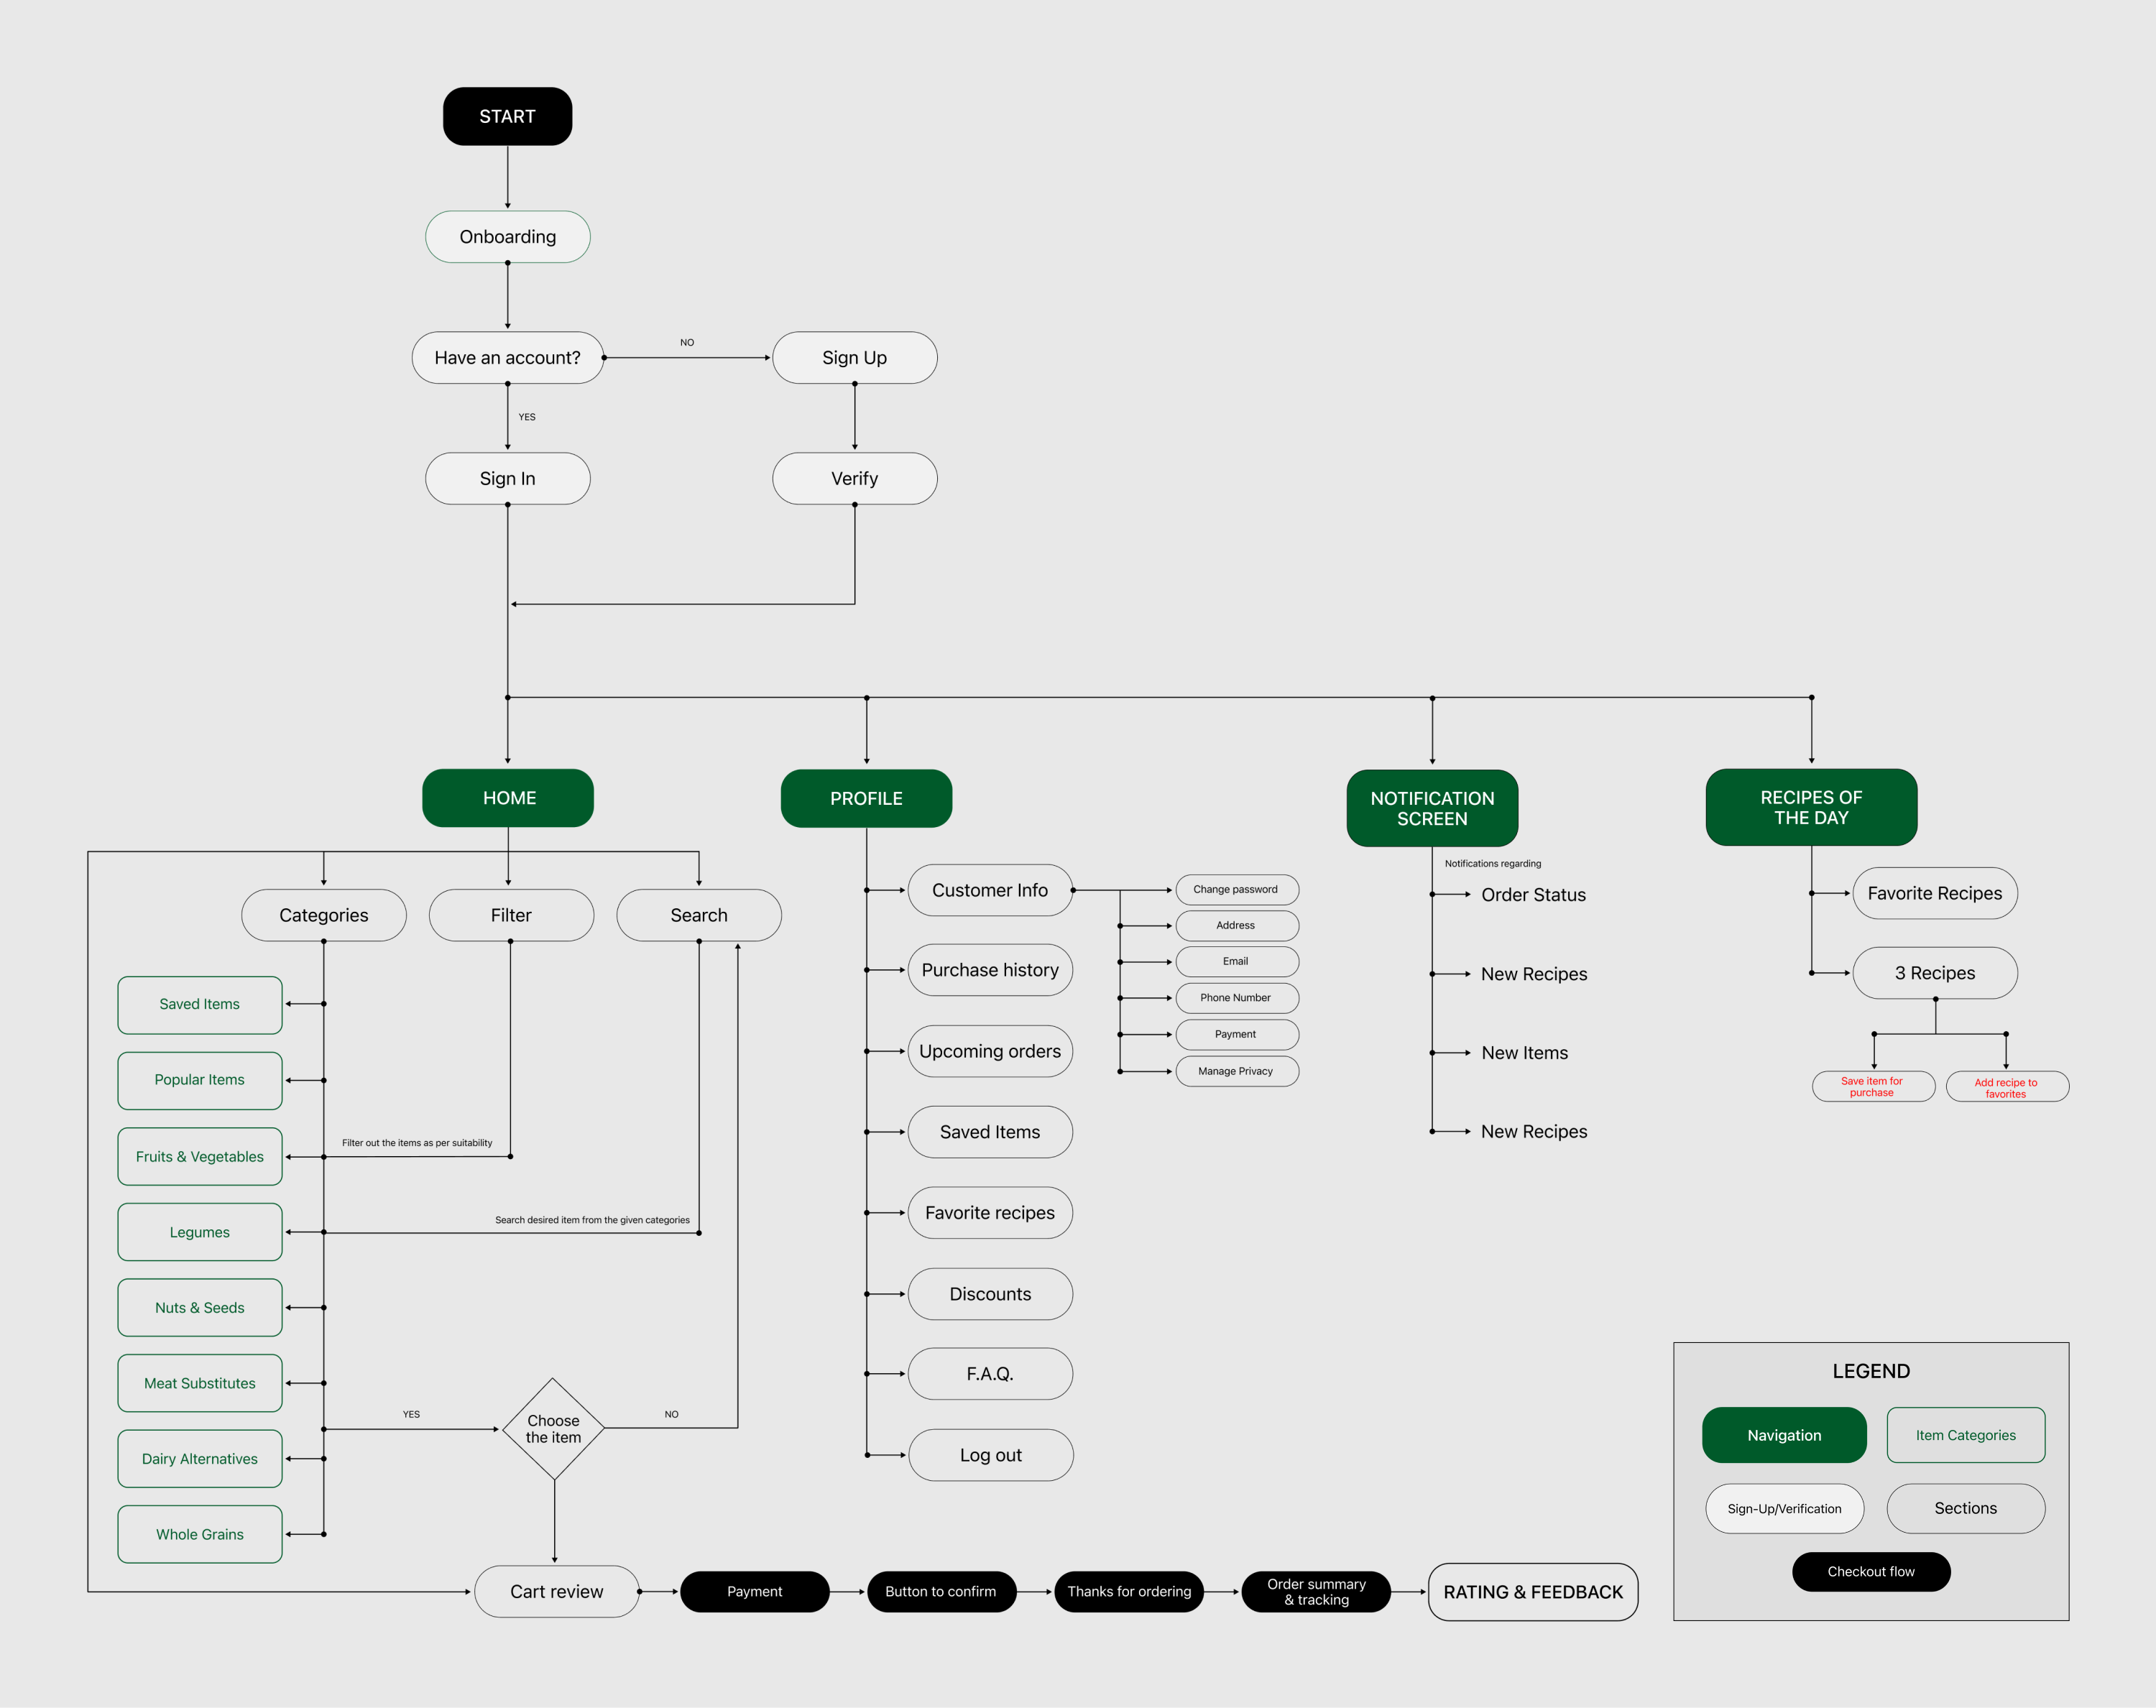 START
Onboarding
Have an account?
NO
Sign Up
YES
Sign In
Verify
HOME
PROFILE
NOTIFICATION
SCREEN
RECIPES OF
THE DAY
Categories
Filter
Search
Saved Items
Popular Items
Fruits & Vegetables
Legumes
Nuts & Seeds
Meat Substitutes
Dairy Alternatives
Whole Grains
Filter out the items as per suitability
Search desired item from the given categories
YES
Choose
the item
NO
Customer Info
Purchase history
Upcoming orders
Saved Items
Favorite recipes
Discounts
F.A.Q.
Log out
Change password
Address
Email
Phone Number
Payment
Manage Privacy
Notifications regarding
Order Status
New Recipes
New Items
New Recipes
Favorite Recipes
3 Recipes
Save item for
purchase
Add recipe to
favorites
Cart review
Payment
Button to confirm
Thanks for ordering
Order summary
& tracking
RATING & FEEDBACK
LEGEND
Navigation
Item Categories
Sign-Up/Verification
Sections
Checkout flow